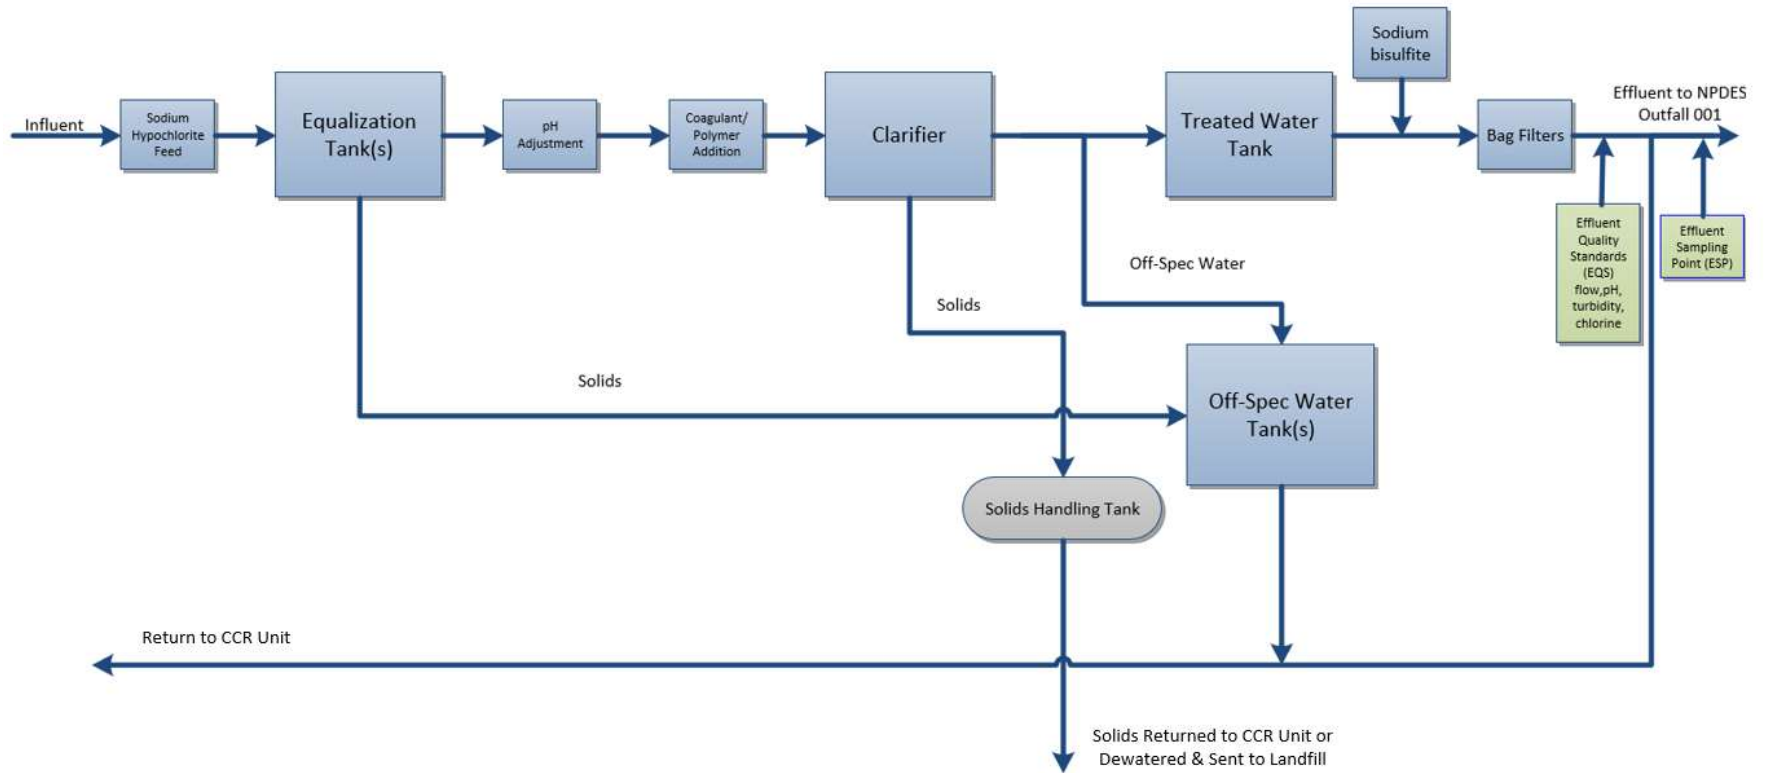 Sodium
bisulfite
Effluent to NPDES
Outfall 001
Influent
Sodium
Hypochlorite
Feed
Equalization
Tank(s)
pH
Adjustment
Coagulant/
Polymer
Addition
Clarifier
Treated Water
Tank
Bag Filters
Effluent
Quality
Standards
(EQS)
flow,pH,
turbidity,
chlorine
Effluent
Sampling
Point (ESP)
Off-Spec Water
Solids
Solids
Off-Spec Water
Tank(s)
Solids Handling Tank
Return to CCR Unit
Solids Returned to CCR Unit or
Dewatered & Sent to Landfill